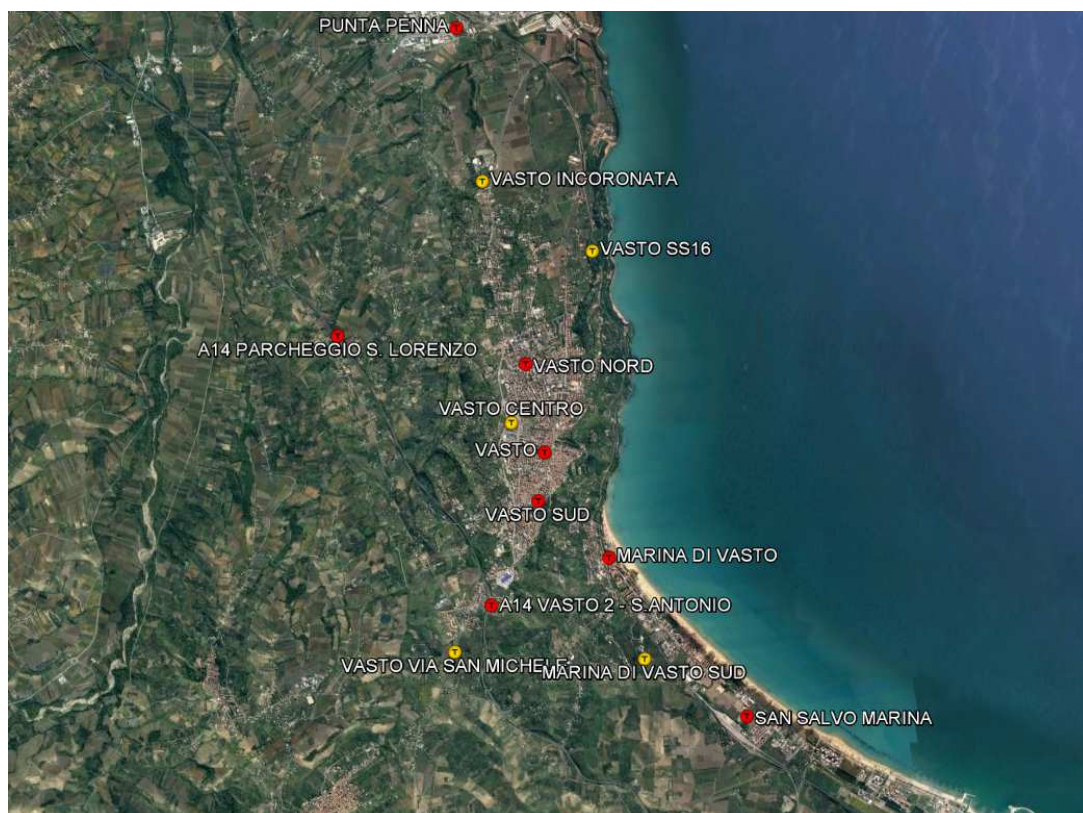 PUNTA PENNA
VASTO INCORONATA
VASTO SS16
A14 PARCHEGGIO S. LORENZO
VASTO NORD
VASTO CENTRO
VASTO
VASTO SUD
MARINA DI VASTO
A14 VASTO 2 - S.ANTONIO
VASTO VIA SAN MICHELE
MARINA DI VASTO SUD
SAN SALVO MARINA